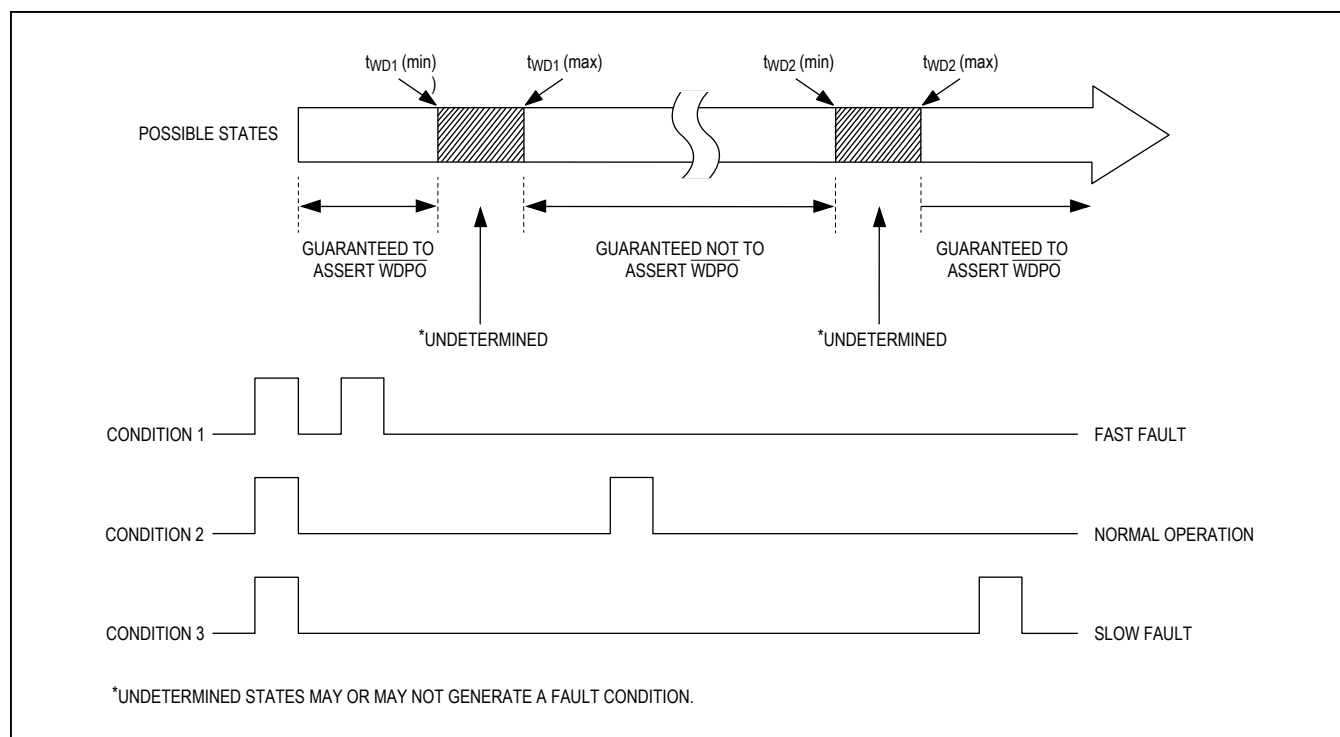 tWD1 (min)
)
tWD1 (max)
tWD2 (min)
tWD2 (max)
POSSIBLE STATES
GUARANTEED TO
ASSERT WDPO
GUARANTEED NOT TO
ASSERT WDPO
GUARANTEED TO
ASSERT WDPO
*UNDETERMINED
*UNDETERMINED
CONDITION 1
FAST FAULT
CONDITION 2
NORMAL OPERATION
CONDITION 3
SLOW FAULT
*UNDETERMINED STATES MAY OR MAY NOT GENERATE A FAULT CONDITION.